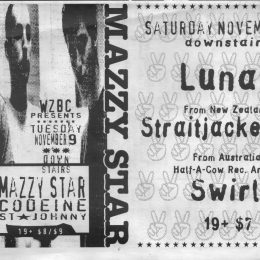 WZBC
PRESENTS
TUESDAY
NOVEMBER 9
DOWN
STAIRS
MAZZY STAR
CODEINE
ST★JOHNNY
19+ $8/$9
MAZZY STAR
SATURDAY NOVEM
downstair
Luna
From New Zeala
Straitjacke
From Australia
Half-A-Cow Rec. Ar
Swirl
19+ $7